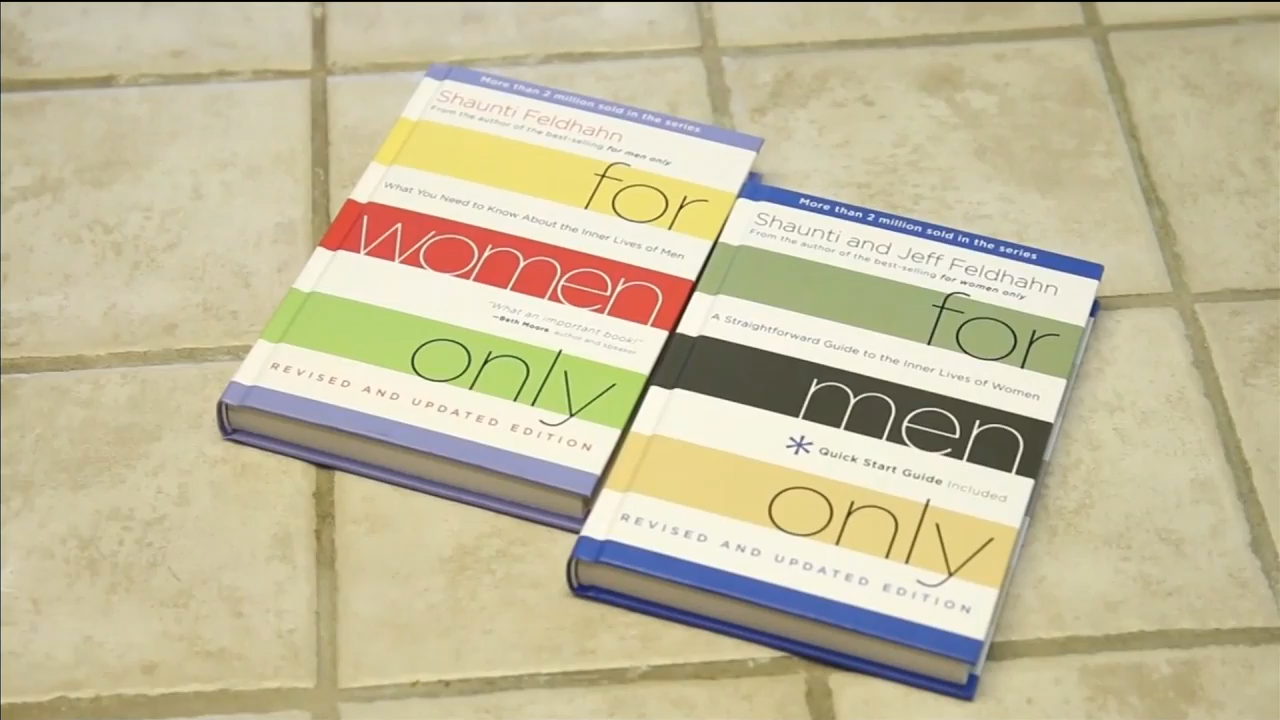 More than 2 million sold in the series
Shaunti Feldhahn
From the author of the best-selling for men only
for
What You Need to Know About the Inner Lives of Men
women
"What an important book!"
—Beth Moore, author and speaker
only
REVISED AND UPDATED EDITION
More than 2 million sold in the series
Shaunti and Jeff Feldhahn
From the author of the best-selling for women only
for
A Straightforward Guide to the Inner Lives of Women
men
* Quick Start Guide Included
only
REVISED AND UPDATED EDITION